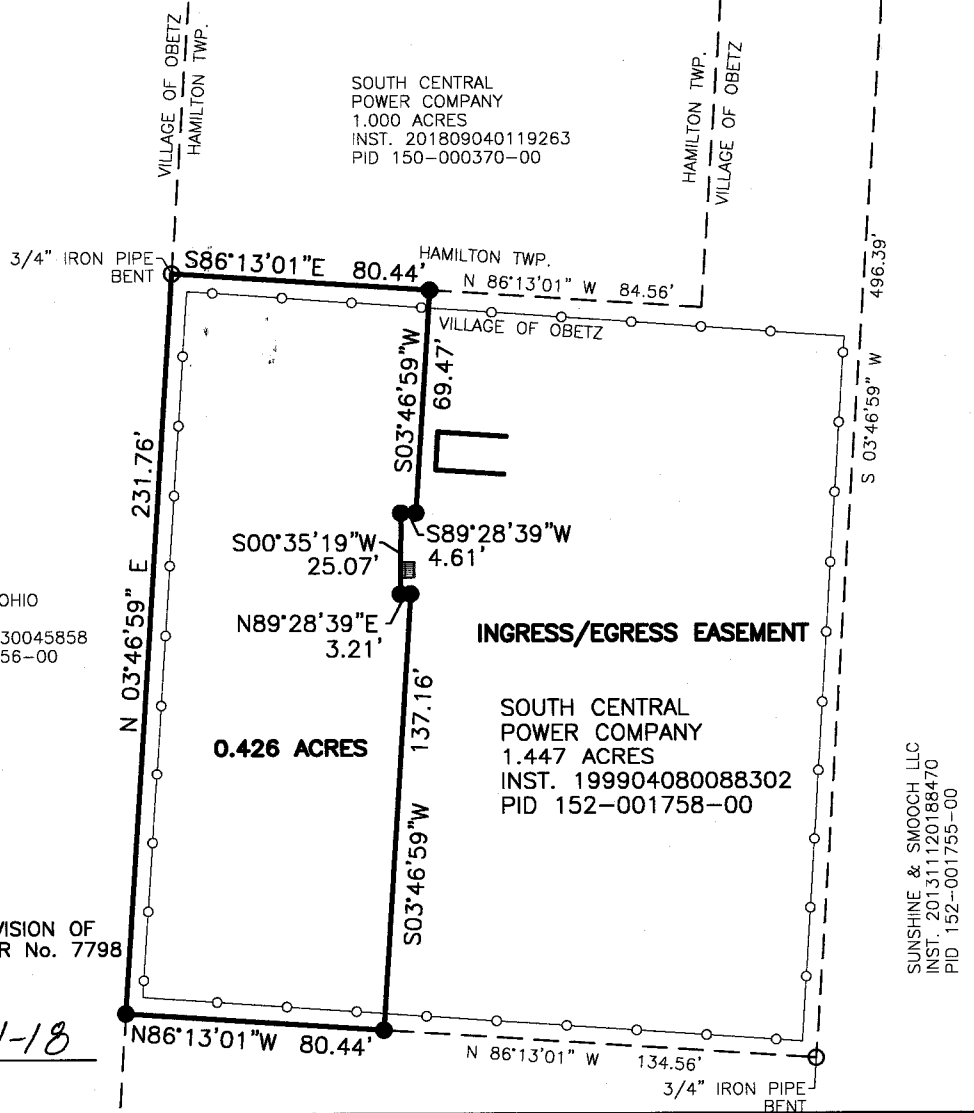 VILLAGE OF OBETZ
HAMILTON TWP.
SOUTH CENTRAL
POWER COMPANY
1.000 ACRES
INST. 201809040119263
PID 150-000370-00
HAMILTON TWP.
VILLAGE OF OBETZ
496.39'
S 03°46'59" W
3/4" IRON PIPE
BENT
S86°13'01"E 80.44'
HAMILTON TWP.
N 86°13'01" W 84.56'
VILLAGE OF OBETZ
S03°46'59"W
69.47'
N 03°46'59" E 231.76'
S00°35'19"W
25.07'
S89°28'39"W
4.61'
N89°28'39"E
3.21'
OHIO
30045858
56-00
INGRESS/EGRESS EASEMENT
137.16'
S03°46'59"W
0.426 ACRES
SOUTH CENTRAL
POWER COMPANY
1.447 ACRES
INST. 199904080088302
PID 152-001758-00
SUNSHINE & SMOOCH LLC
INST. 201311120188470
PID 152-001755-00
VISION OF
R No. 7798
-18
N86°13'01"W 80.44'
N 86°13'01" W 134.56'
3/4" IRON PIPE
BENT